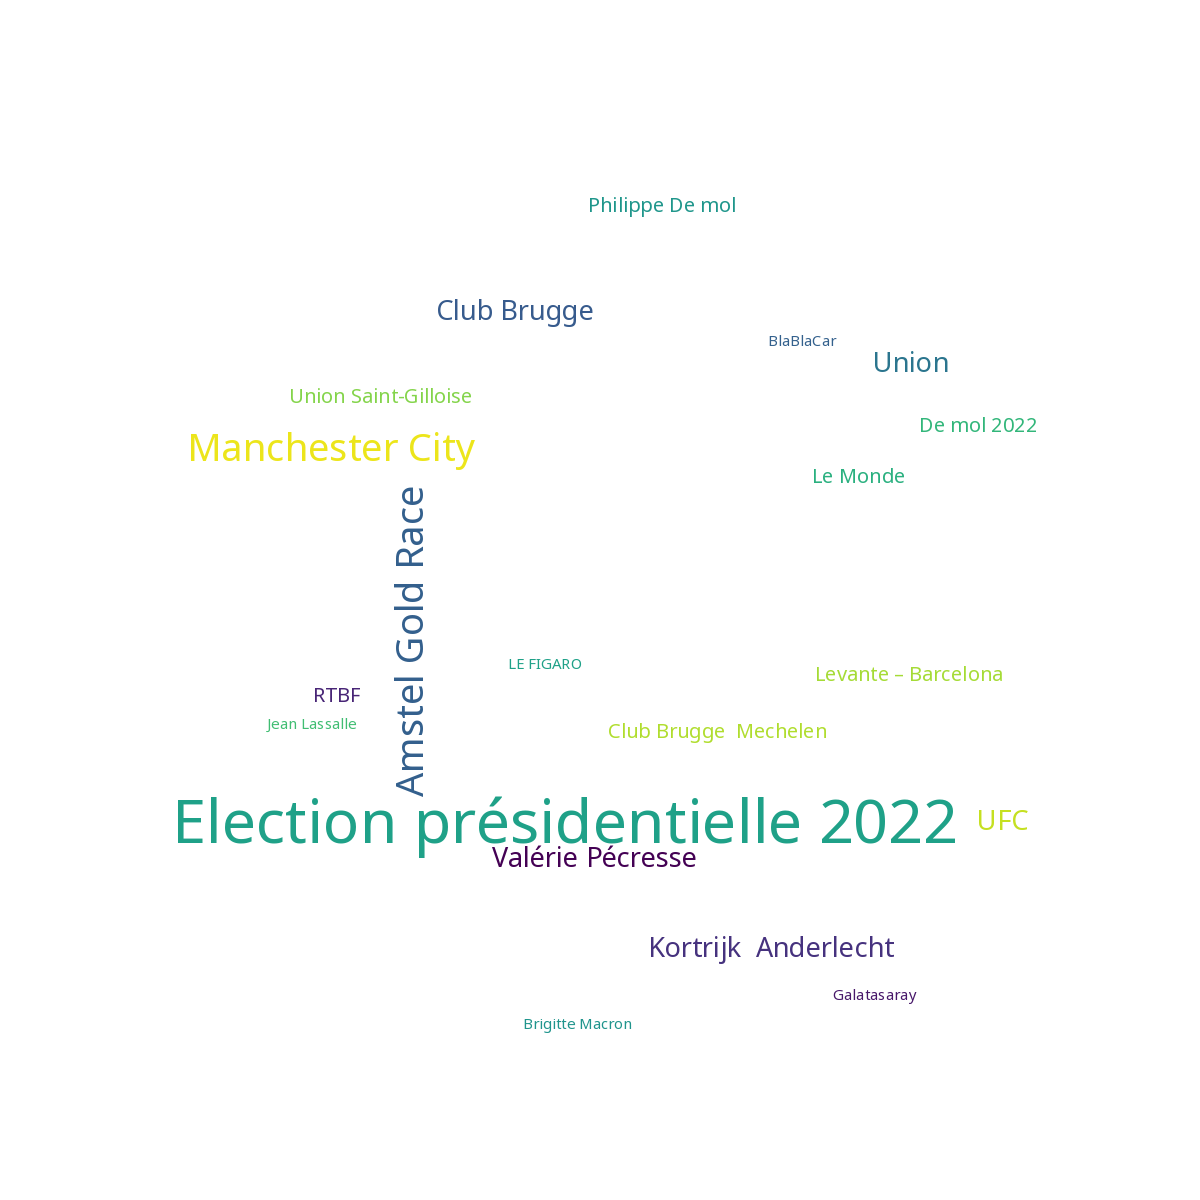 Philippe De mol
Club Brugge
BlaBlaCar
Union
Union Saint-Gilloise
De mol 2022
Manchester City
Le Monde
Amstel Gold Race
LE FIGARO
Levante – Barcelona
RTBF
Jean Lassalle
Club Brugge  Mechelen
Election présidentielle 2022
UFC
Valérie Pécresse
Kortrijk  Anderlecht
Galatasaray
Brigitte Macron